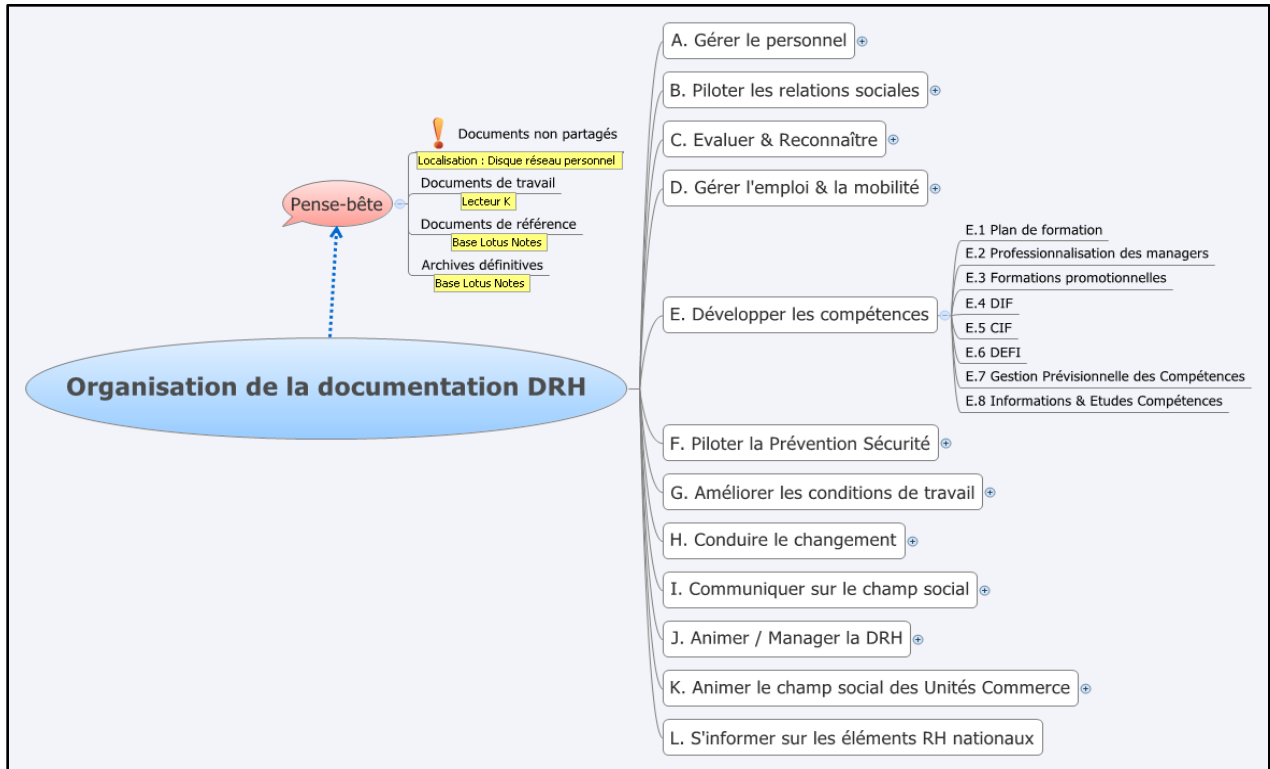 Organisation de la documentation DRH
Pense-bête
Documents non partagés
Localisation : Disque réseau personnel
Documents de travail
Lecteur K
Documents de référence
Base Lotus Notes
Archives définitives
Base Lotus Notes
A. Gérer le personnel
B. Piloter les relations sociales
C. Evaluer & Reconnaître
D. Gérer l'emploi & la mobilité
E. Développer les compétences
E.1 Plan de formation
E.2 Professionnalisation des managers
E.3 Formations promotionnelles
E.4 DIF
E.5 CIF
E.6 DEFI
E.7 Gestion Prévisionnelle des Compétences
E.8 Informations & Etudes Compétences
F. Piloter la Prévention Sécurité
G. Améliorer les conditions de travail
H. Conduire le changement
I. Communiquer sur le champ social
J. Animer / Manager la DRH
K. Animer le champ social des Unités Commerce
L. S'informer sur les éléments RH nationaux